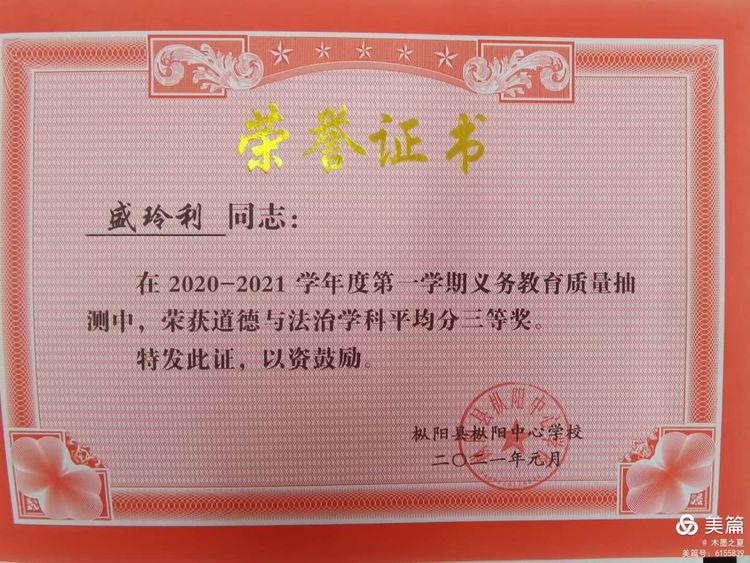 荣誉证书
盛玲利 同志：
在 2020-2021 学年度第一学期义务教育质量抽
测中，荣获道德与法治学科平均分三等奖。
特发此证，以资鼓励。
枞阳县枞阳中心学校
二〇二一年元月
美篇
# 木墨之夏
美篇号：6155839